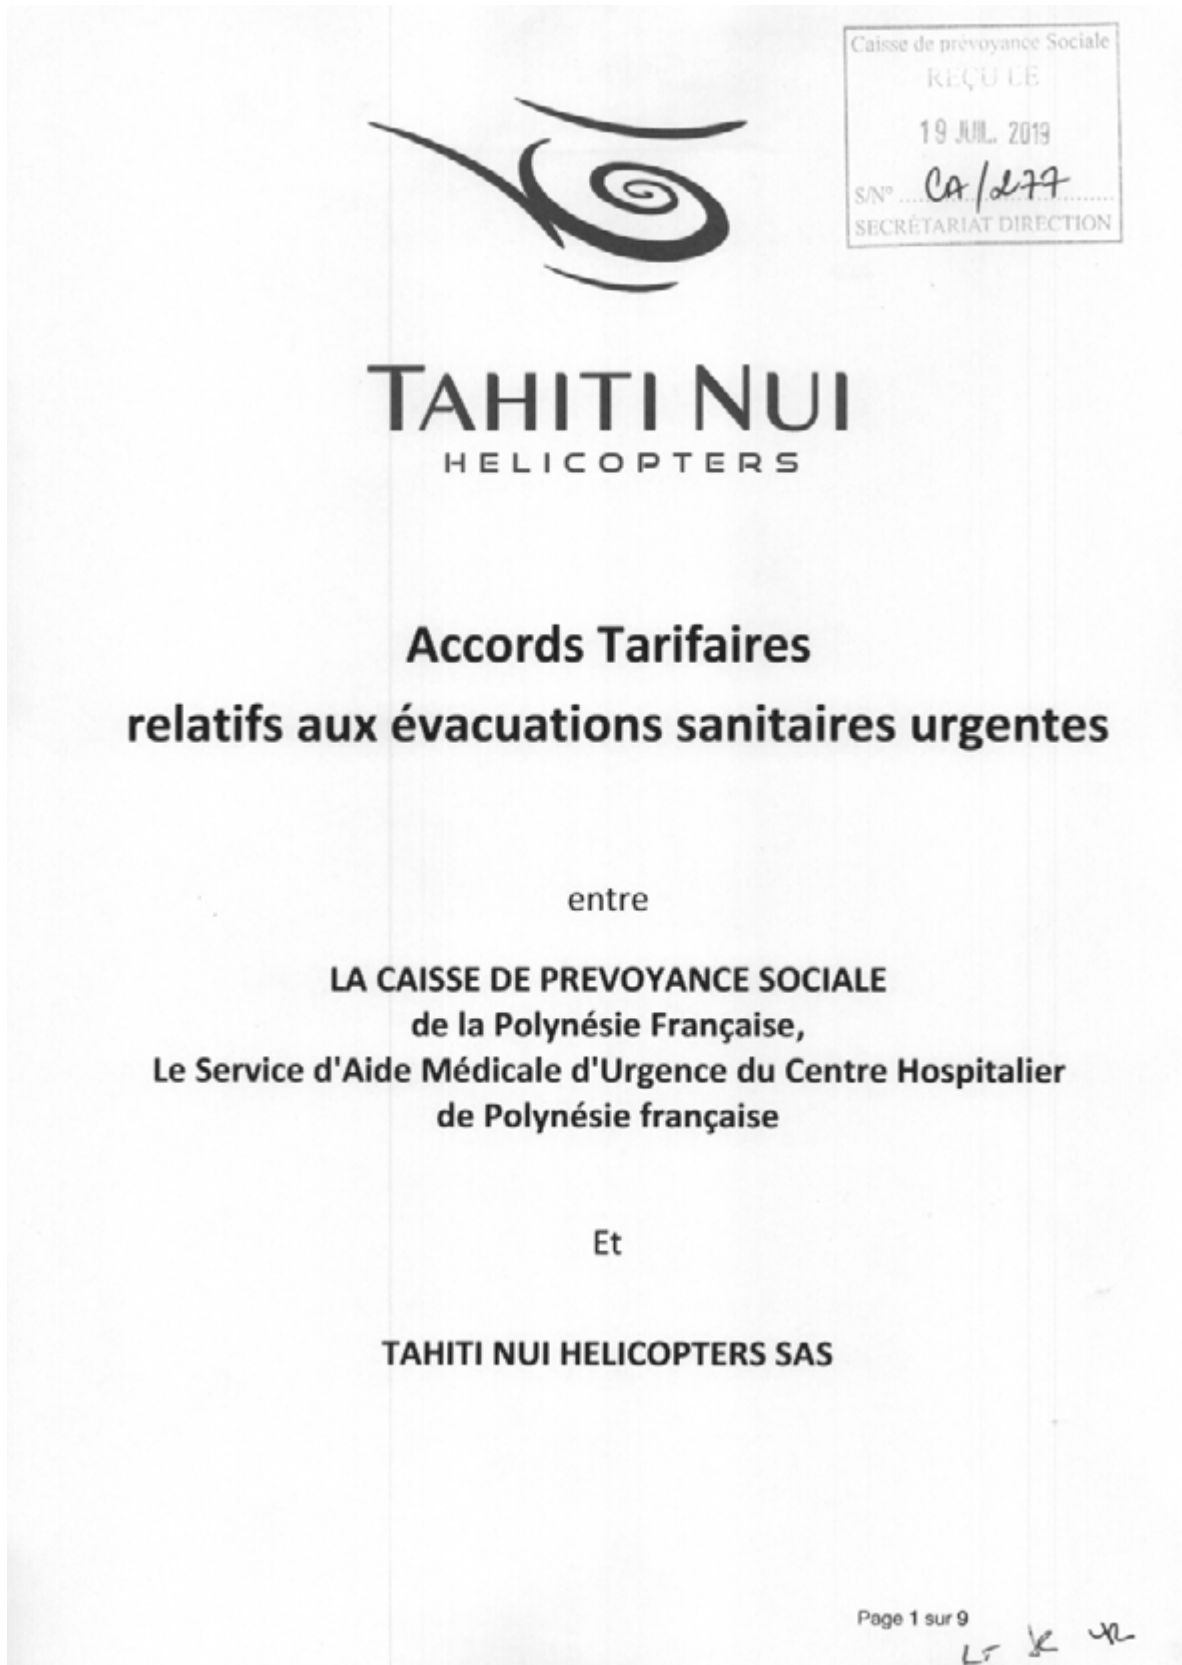 Caisse de prévoyance Sociale
REÇU LE
19 JUIL. 2019
S/N° ........ CA/277 ........
SECRÉTARIAT DIRECTION
TAHITI NUI
HELICOPTERS
Accords Tarifaires
relatifs aux évacuations sanitaires urgentes
entre
LA CAISSE DE PREVOYANCE SOCIALE
de la Polynésie Française,
Le Service d'Aide Médicale d'Urgence du Centre Hospitalier
de Polynésie française
Et
TAHITI NUI HELICOPTERS SAS
Page 1 sur 9